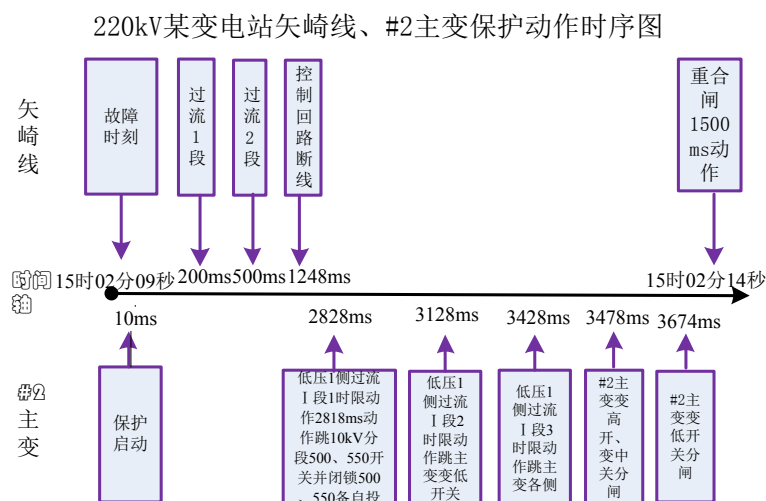 220kV某变电站矢崎线、#2主变保护动作时序图
矢
崎
线
故障
时刻
过
流
1
段
过
流
2
段
控
制
回
路
断
线
重合
闸
1500
ms动
作
时间
轴
15时02分09秒
200ms
500ms
1248ms
15时02分14秒
10ms
2828ms
3128ms
3428ms
3478ms
3674ms
#2
主
变
保护
启动
低压1侧过流
Ⅰ段1时限动
作2818ms动
作跳10kV分
段500、550开
关并闭锁500
、550备自投
低压1
侧过流
Ⅰ段2
时限动
作跳主
变变低
开关
低压1
侧过流
Ⅰ段3
时限动
作跳主
变各侧
#2主
变变
高
开、
变中
关分
闸
#2主
变变
低开
关分
闸